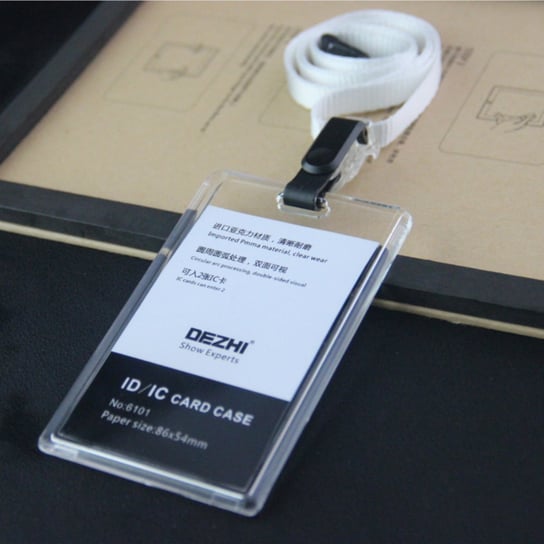 进口亚克力材质，清晰耐磨
Imported Pmma material, clear wear
圆周圆弧处理，双面可视
Circular arc processing, double-sided visual
可入2张IC卡
IC cards can enter 2
DEZHI®
Show Experts
ID/IC CARD CASE
No:6101
Paper size:86x54mm